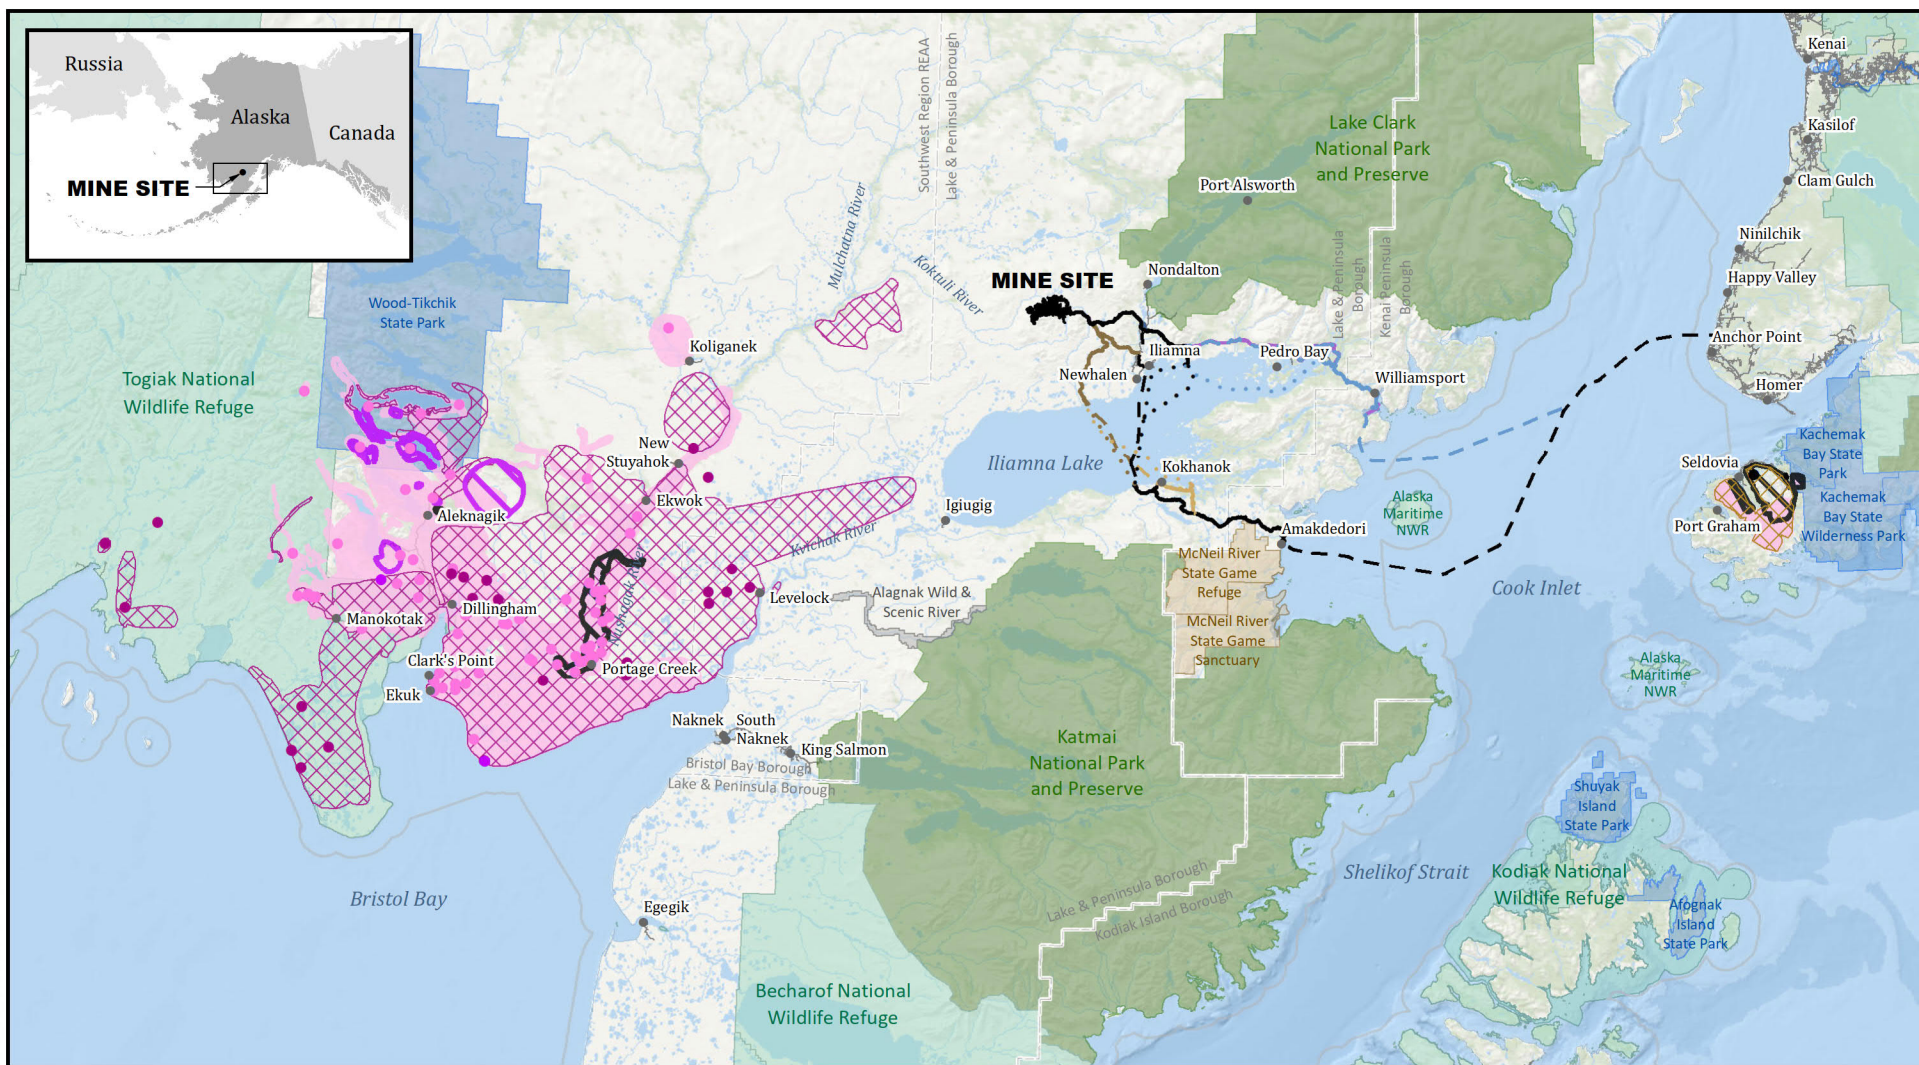 Russia
Alaska
Canada
MINE SITE
Southwest Region REAA
Lake & Peninsula Borough
Mulchatna River
Koktuli River
Wood-Tikchik
State Park
Togiak National
Wildlife Refuge
Koliganek
New
Stuyahok
Ekwok
Aleknagik
Manokotak
Dillingham
Clark's Point
Ekuk
Portage Creek
Levelock
Kvichak River
Igiugig
Alagnak Wild &
Scenic River
Naknek
South
Naknek
King Salmon
Bristol Bay Borough
Lake & Peninsula Borough
Bristol Bay
Egegik
Becharof National
Wildlife Refuge
MINE SITE
Nondalton
Port Alsworth
Lake Clark
National Park
and Preserve
Lake & Peninsula
Borough
Kenai Peninsula
Borough
Iliamna
Newhalen
Pedro Bay
Williamsport
Iliamna Lake
Kokhanok
Amakdedori
McNeil River
State Game
Refuge
McNeil River
State Game
Sanctuary
Katmai
National Park
and Preserve
Lake & Peninsula Borough
Kodiak Island Borough
Kenai
Kasilof
Clam Gulch
Ninilchik
Happy Valley
Anchor Point
Homer
Kachemak
Bay State
Park
Kachemak
Bay State
Wilderness Park
Seldovia
Port Graham
Alaska
Maritime
NWR
Cook Inlet
Alaska
Maritime
NWR
Shuyak
Island
State Park
Shelikof Strait
Kodiak National
Wildlife Refuge
Afognak
Island
State Park